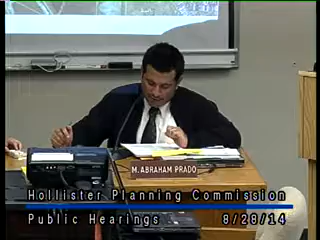 M. ABRAHAM PRADO
Hollister Planning Commission
Public Hearings 8/28/14